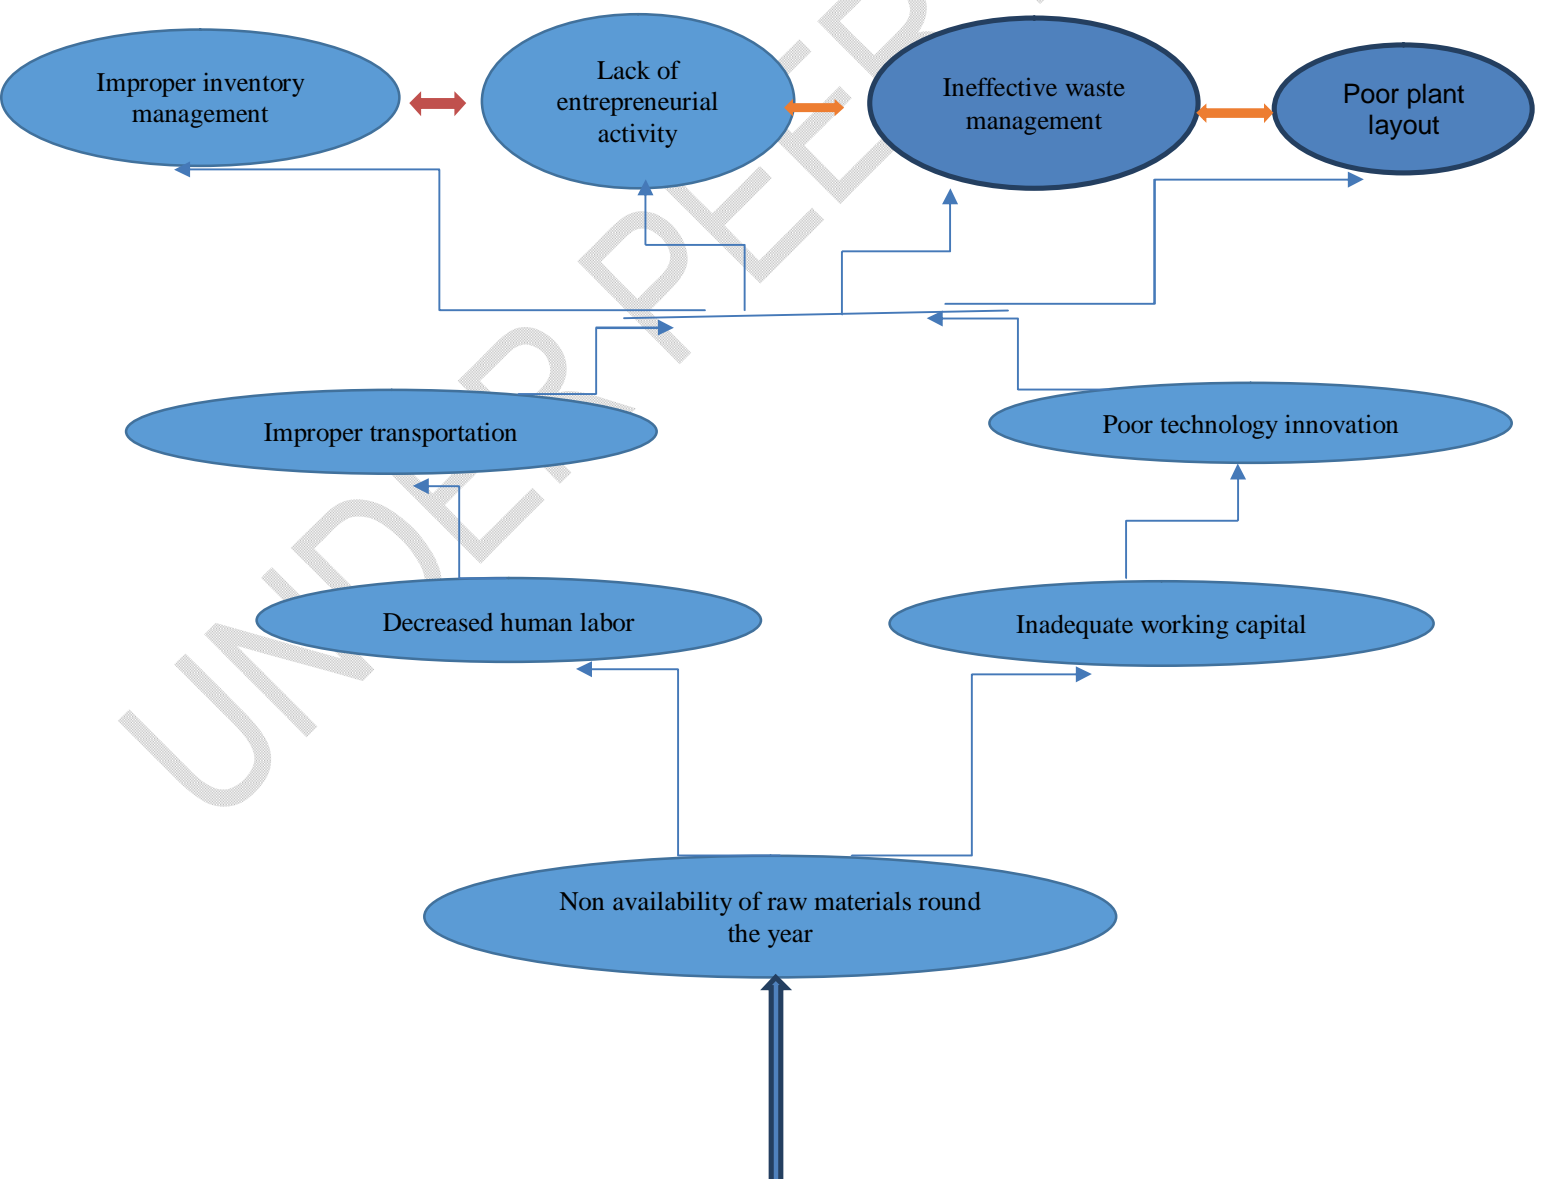 Improper inventory
management
Lack of
entrepreneurial
activity
Ineffective waste
management
Poor plant
layout
Improper transportation
Poor technology innovation
Decreased human labor
Inadequate working capital
Non availability of raw materials round
the year
UNDER PEER